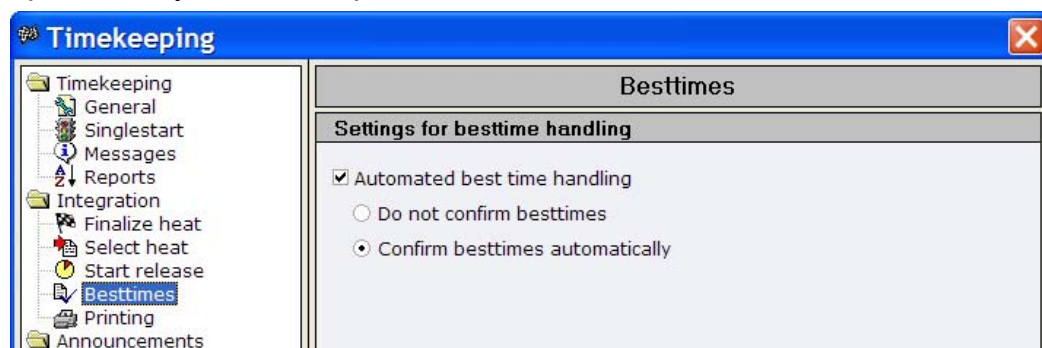 Timekeeping
Timekeeping
General
Singlestart
Messages
Reports
Integration
Finalize heat
Select heat
Start release
Besttimes
Printing
Announcements
Besttimes
Settings for besttime handling
Automated best time handling
Do not confirm besttimes
Confirm besttimes automatically